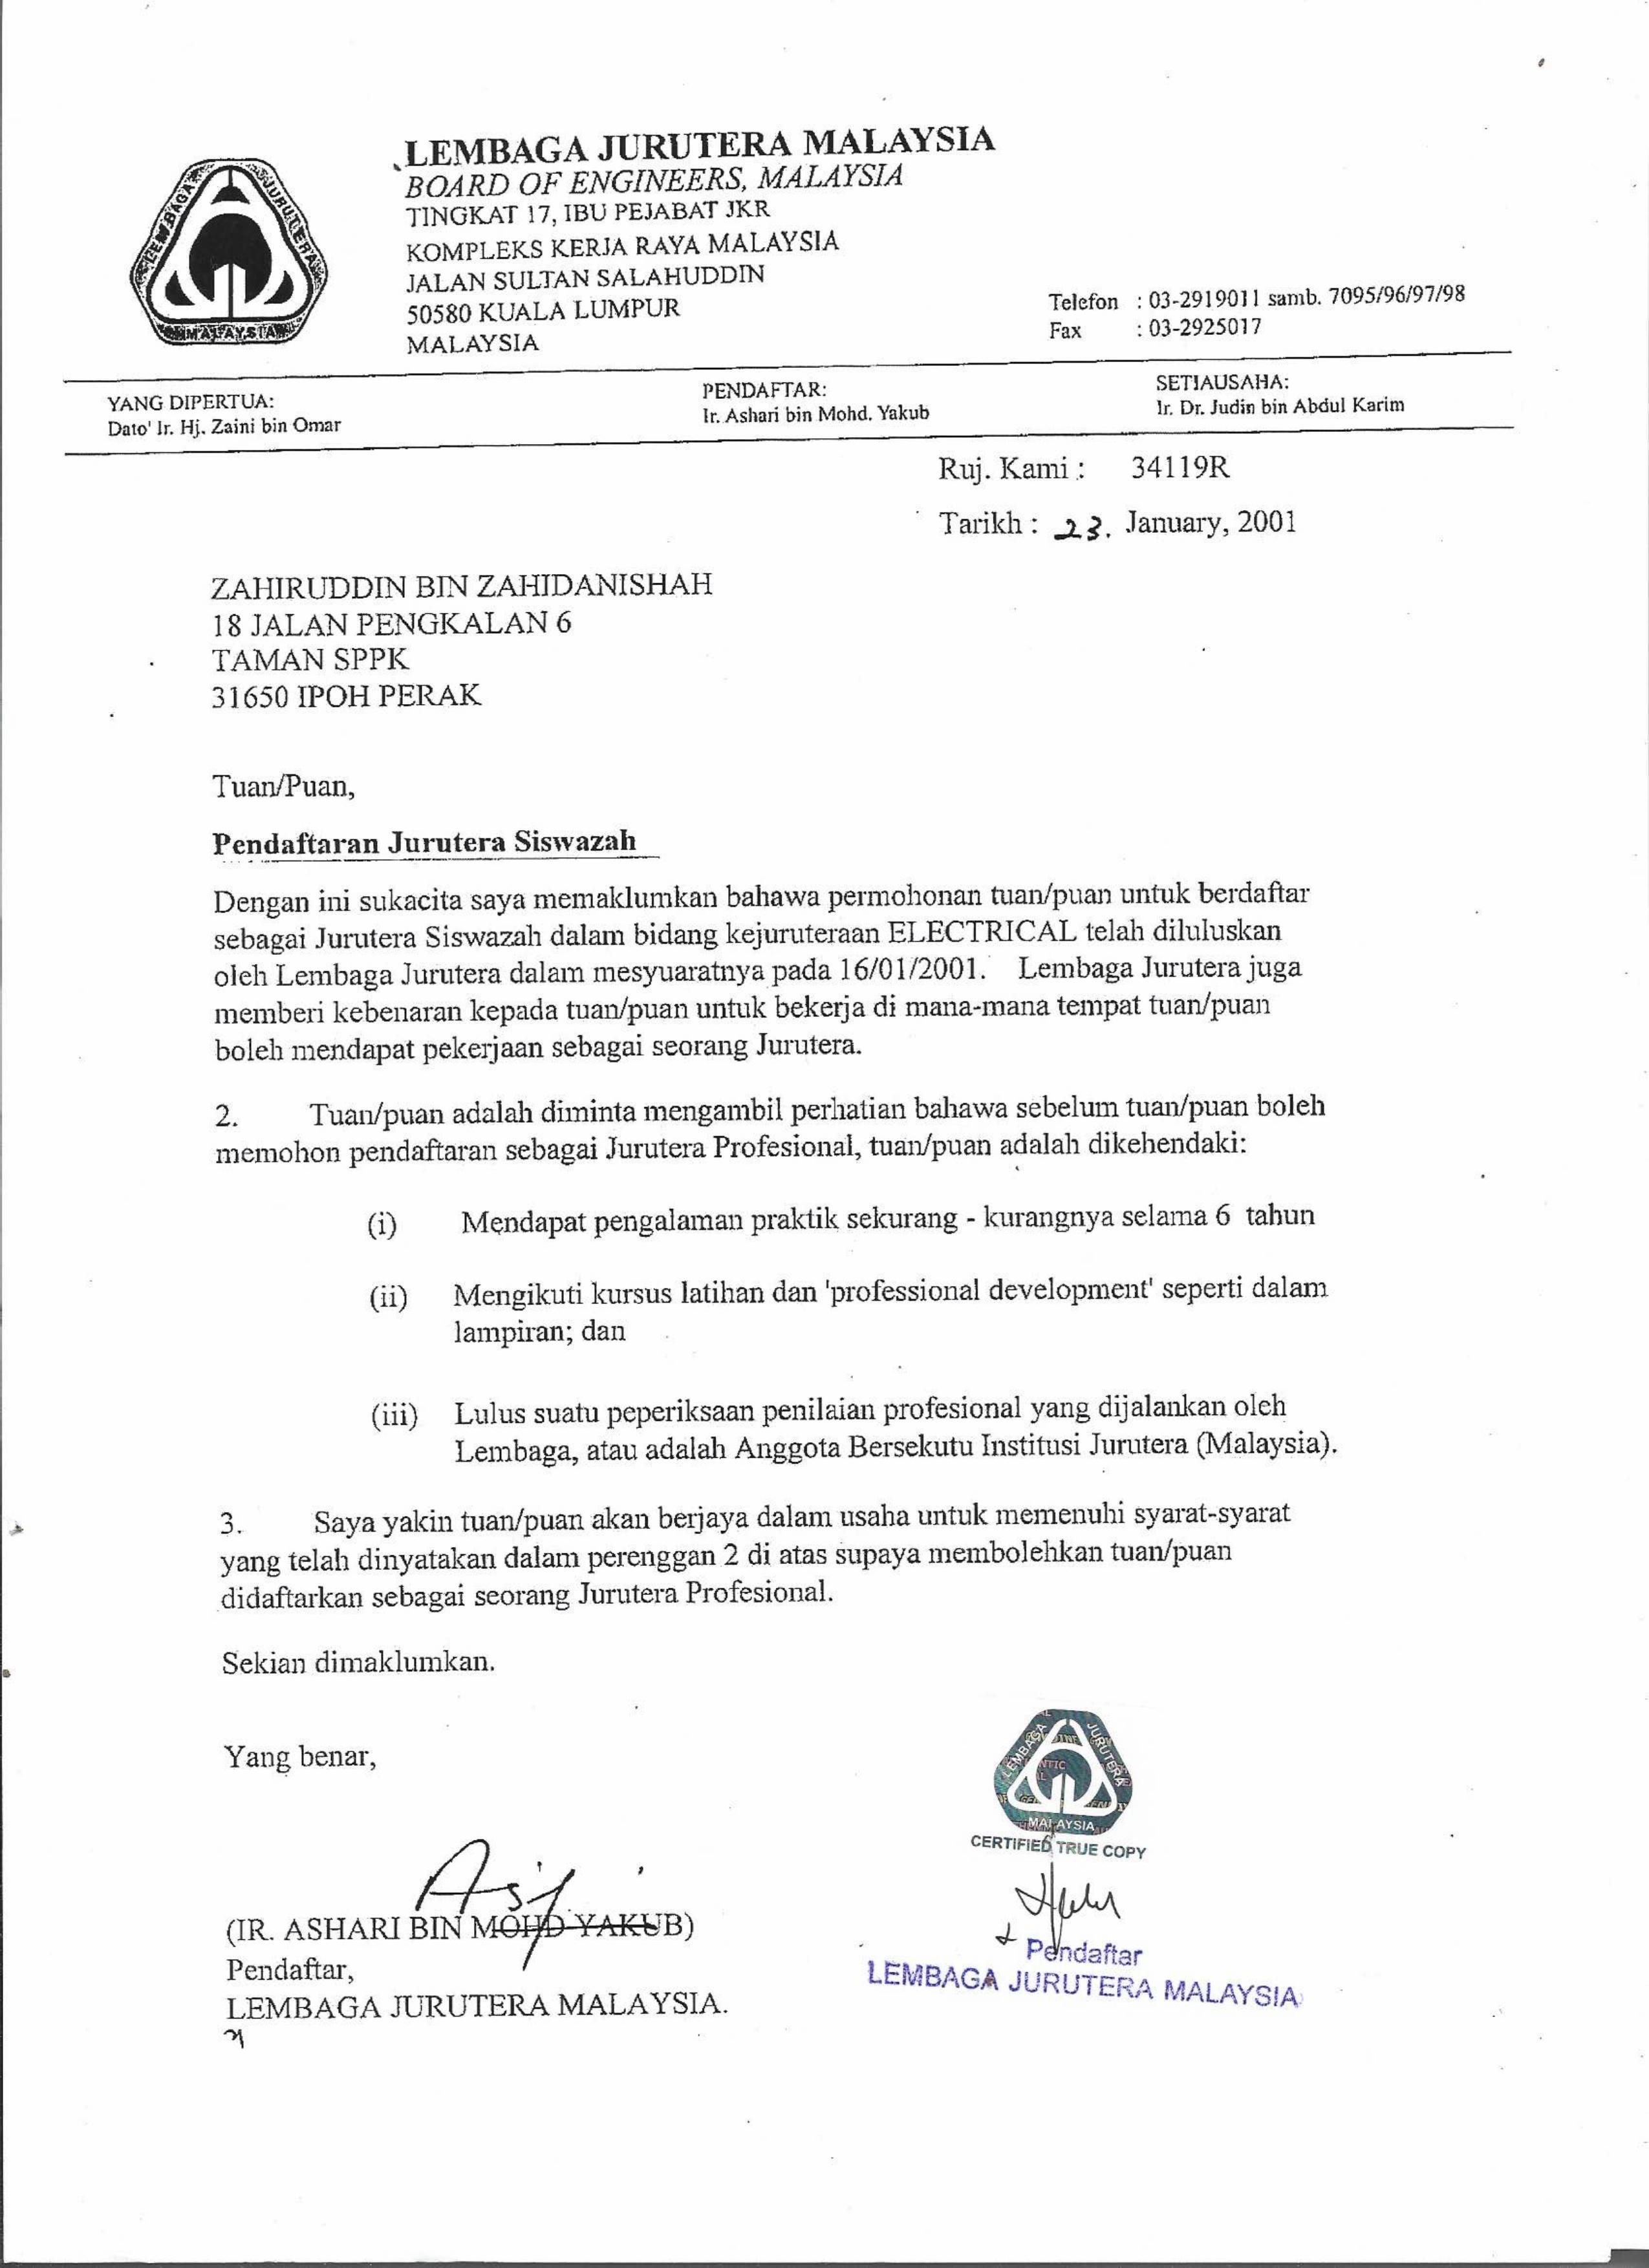 LEMBAGA JURUTERA MALAYSIA
LEMBAGA JURUTERA MALAYSIA
BOARD OF ENGINEERS, MALAYSIA
TINGKAT 17, IBU PEJABAT JKR
KOMPLEKS KERJA RAYA MALAYSIA
JALAN SULTAN SALAHUDDIN
50580 KUALA LUMPUR
MALAYSIA
Telefon : 03-2919011 samb. 7095/96/97/98
Fax : 03-2925017
YANG DIPERTUA:
Dato' Ir. Hj. Zaini bin Omar
PENDAFTAR:
Ir. Ashari bin Mohd. Yakub
SETIAUSAHA:
Ir. Dr. Judin bin Abdul Karim
Ruj. Kami : 34119R
Tarikh : 23. January, 2001
ZAHIRUDDIN BIN ZAHIDANISHAH
18 JALAN PENGKALAN 6
TAMAN SPPK
31650 IPOH PERAK
Tuan/Puan,
Pendaftaran Jurutera Siswazah
Dengan ini sukacita saya memaklumkan bahawa permohonan tuan/puan untuk berdaftar
sebagai Jurutera Siswazah dalam bidang kejuruteraan ELECTRICAL telah diluluskan
oleh Lembaga Jurutera dalam mesyuaratnya pada 16/01/2001. Lembaga Jurutera juga
memberi kebenaran kepada tuan/puan untuk bekerja di mana-mana tempat tuan/puan
boleh mendapat pekerjaan sebagai seorang Jurutera.
2. Tuan/puan adalah diminta mengambil perhatian bahawa sebelum tuan/puan boleh
memohon pendaftaran sebagai Jurutera Profesional, tuan/puan adalah dikehendaki:
(i) Mendapat pengalaman praktik sekurang - kurangnya selama 6 tahun
(ii) Mengikuti kursus latihan dan 'professional development' seperti dalam
lampiran; dan
(iii) Lulus suatu peperiksaan penilaian profesional yang dijalankan oleh
Lembaga, atau adalah Anggota Bersekutu Institusi Jurutera (Malaysia).
3. Saya yakin tuan/puan akan berjaya dalam usaha untuk memenuhi syarat-syarat
yang telah dinyatakan dalam perenggan 2 di atas supaya membolehkan tuan/puan
didaftarkan sebagai seorang Jurutera Profesional.
Sekian dimaklumkan.
Yang benar,
(IR. ASHARI BIN MOHD YAKUB)
Pendaftar,
LEMBAGA JURUTERA MALAYSIA.
LEMBAGA JURUTERA MALAYSIA
CERTIFIED TRUE COPY
Pendaftar
LEMBAGA JURUTERA MALAYSIA